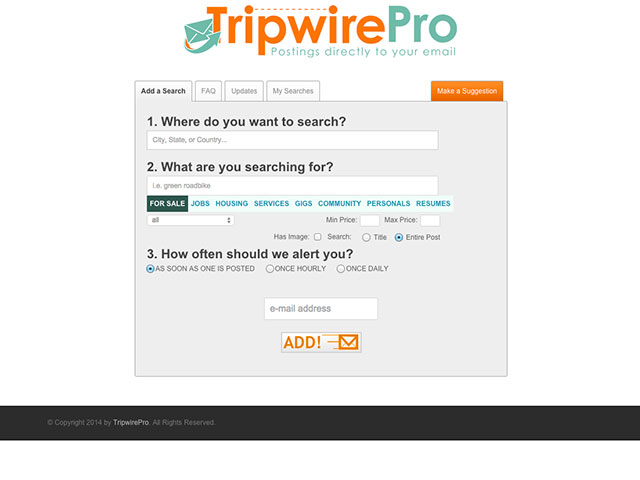 TripwirePro
Postings directly to your email
Add a Search FAQ Updates My Searches Make a Suggestion
1. Where do you want to search?
City, State, or Country...
2. What are you searching for?
i.e. green roadbike
FOR SALE JOBS HOUSING SERVICES GIGS COMMUNITY PERSONALS RESUMES
all Min Price: Max Price:
Has Image: Search: Title Entire Post
3. How often should we alert you?
AS SOON AS ONE IS POSTED ONCE HOURLY ONCE DAILY
e-mail address
ADD!
© Copyright 2014 by TripwirePro. All Rights Reserved.